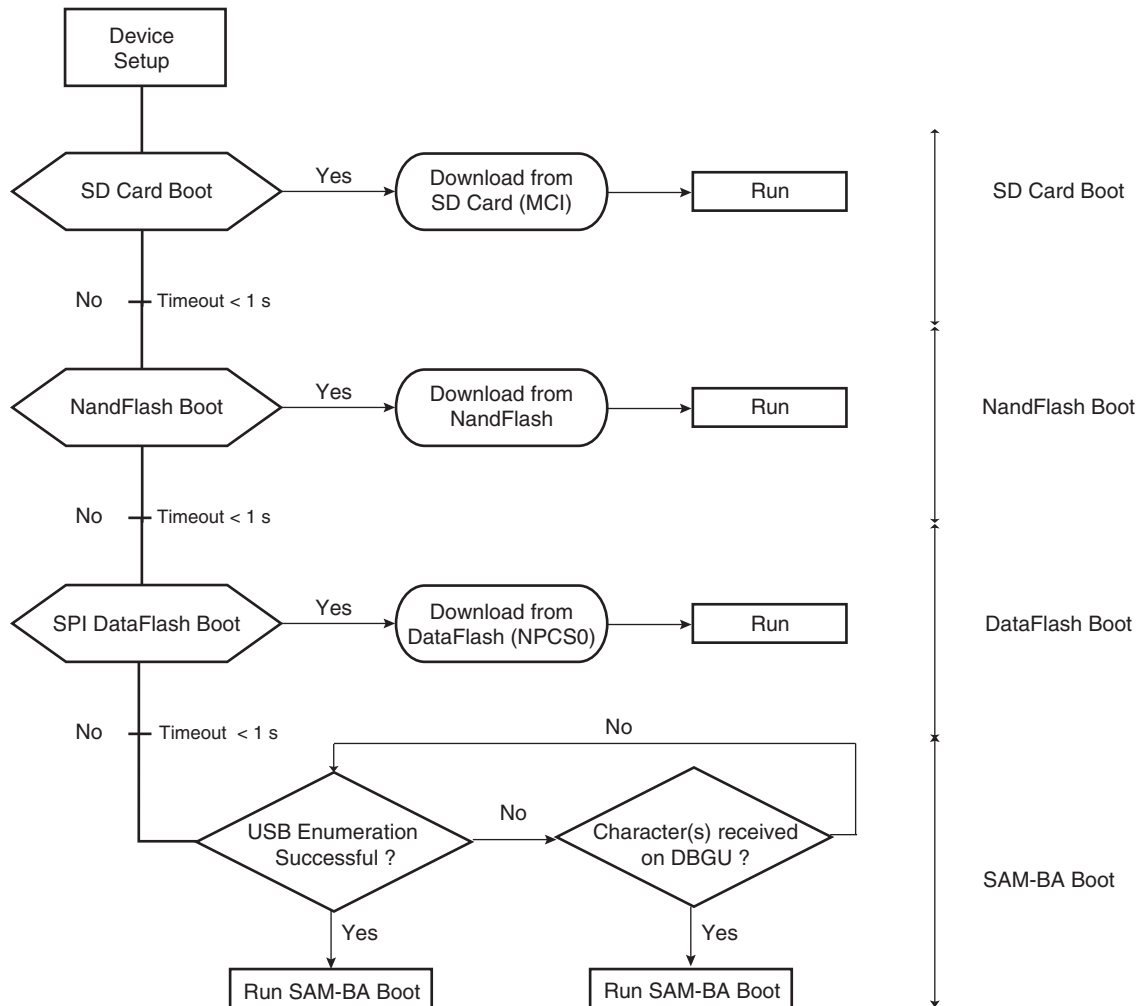 Device
Setup
SD Card Boot
Yes
Download from
SD Card (MCI)
Run
SD Card Boot
No
Timeout < 1 s
NandFlash Boot
Yes
Download from
NandFlash
Run
NandFlash Boot
No
Timeout < 1 s
SPI DataFlash Boot
Yes
Download from
DataFlash (NPCS0)
Run
DataFlash Boot
No
Timeout < 1 s
No
USB Enumeration
Successful ?
No
Character(s) received
on DBGU ?
SAM-BA Boot
Yes
Yes
Run SAM-BA Boot
Run SAM-BA Boot